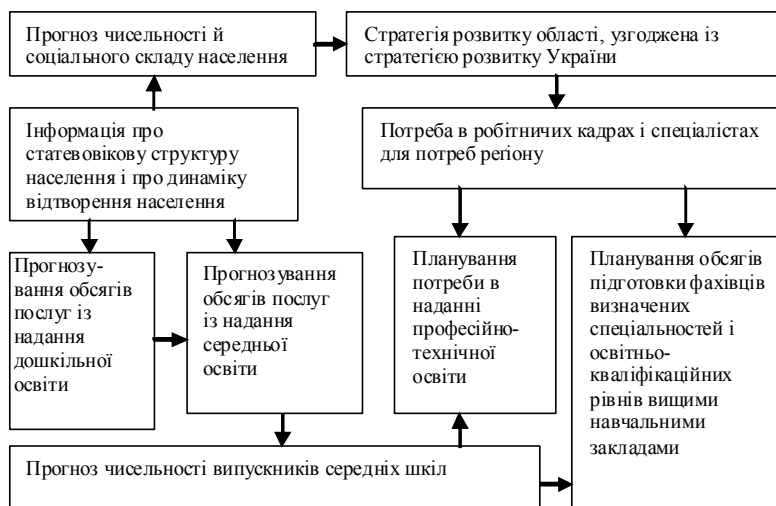 Прогноз чисельності й
соціального складу населення
Стратегія розвитку області, узгоджена із
стратегією розвитку України
Інформація про
статевовікову структуру
населення і про динаміку
відтворення населення
Потреба в робітничих кадрах і спеціалістах
для потреб регіону
Прогнозу-
вання обсягів
послуг із
надання
дошкільної
освіти
Прогнозування
обсягів послуг
із надання
середньої
освіти
Планування
потреби в
наданні
професійно-
технічної
освіти
Планування обсягів
підготовки фахівців
визначених
спеціальностей і
освітньо-
кваліфікаційних
рівнів вищими
навчальними
закладами
Прогноз чисельності випускників середніх шкіл